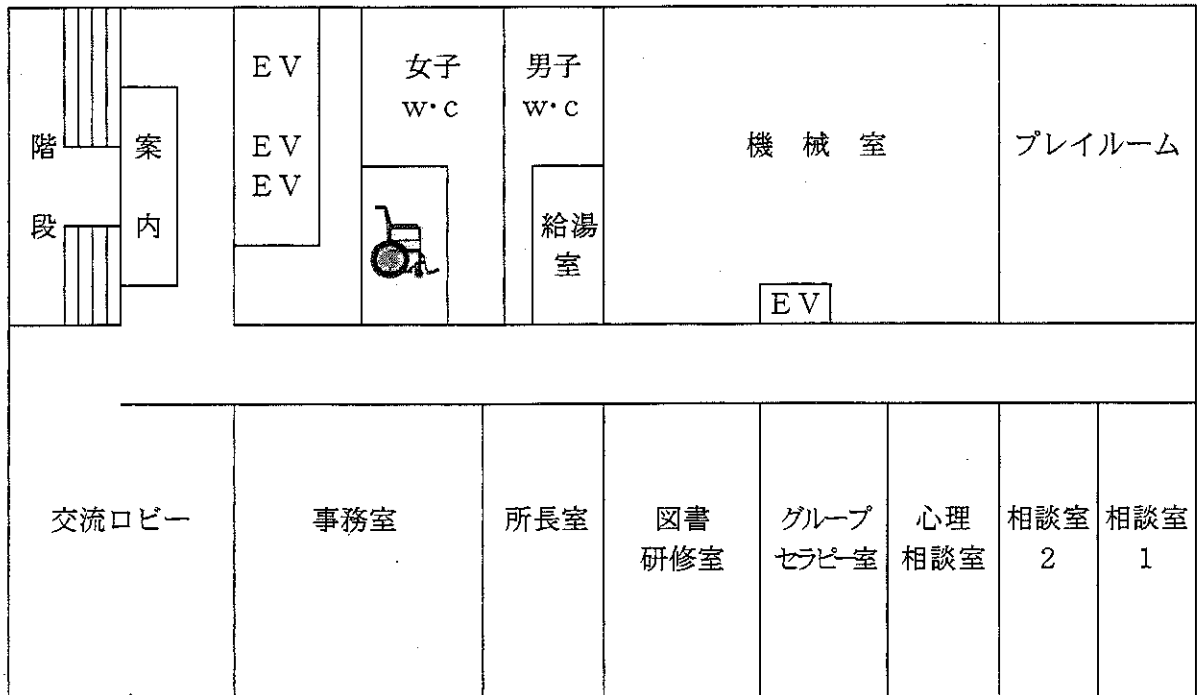 階段
案内
EV
EV
EV
女子
w・c
男子
w・c
給湯
室
機械室
EV
プレイルーム
交流ロビー
事務室
所長室
図書
研修室
グループ
セラピー室
心理
相談室
相談室
2
相談室
1